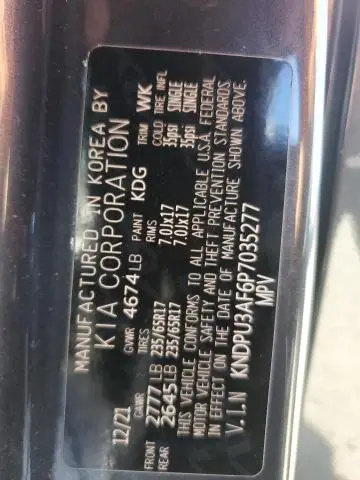 MANUFACTURED IN KOREA BY
KIA CORPORATION
12/21 GVWR 4674LB PAINT KDG TRIM WK
GAWR TIRES RIMS COLD TIRE INFL
FRONT 2777LB 235/65R17 7.0JX17 35psi SINGLE
REAR 2645LB 235/65R17 7.0JX17 35psi SINGLE
THIS VEHICLE CONFORMS TO ALL APPLICABLE U.S.A. FEDERAL
MOTOR VEHICLE SAFETY AND THEFT PREVENTION STANDARDS
IN EFFECT ON THE DATE OF MANUFACTURE SHOWN ABOVE.
V.I.N KNDPU3AF6P7035277
MPV